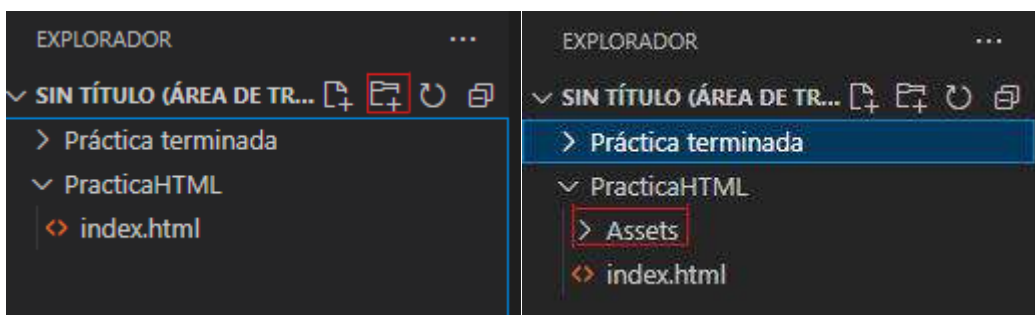 EXPLORADOR
SIN TÍTULO (ÁREA DE TR...
Práctica terminada
PracticaHTML
index.html
EXPLORADOR
SIN TÍTULO (ÁREA DE TR...
Práctica terminada
PracticaHTML
Assets
index.html